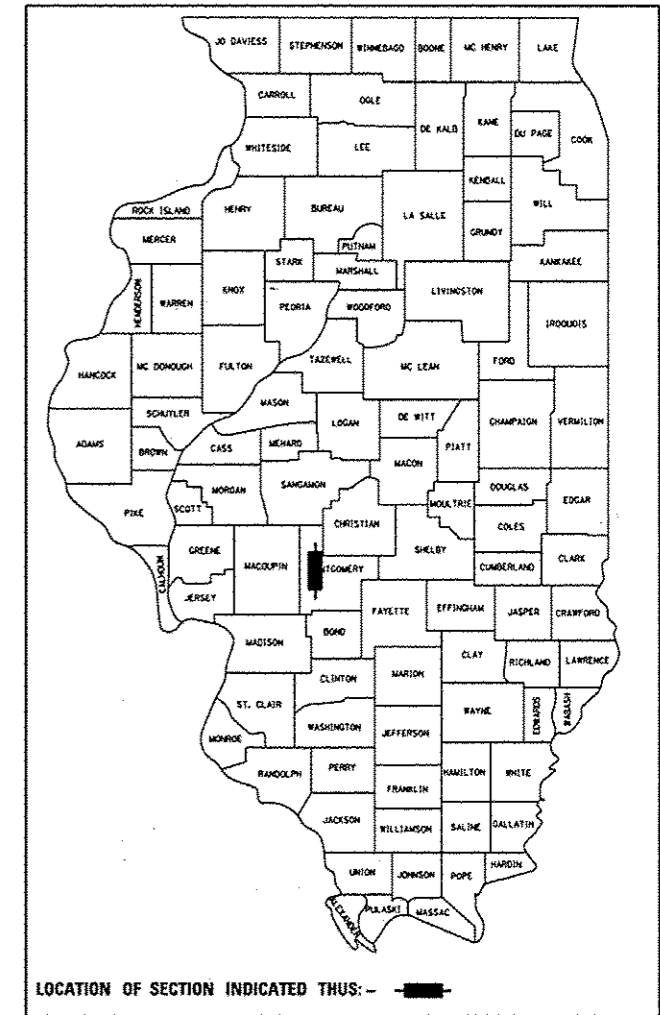 JO DAVIESS
STEPHENSON
WINNEBAGO
BOONE
MC HENRY
LAKE
CARROLL
OGLE
DE KALB
KANE
DU PAGE
COOK
WHITESIDE
LEE
KENDALL
WILL
ROCK ISLAND
HENRY
BUREAU
LA SALLE
GRUNDY
MERCER
PUTNAM
KANKAKEE
STARK
MARSHALL
HENDERSON
WARREN
KNOX
PEORIA
WOODFORD
LIVINGSTON
IROQUOIS
HANCOCK
MC DONOUGH
FULTON
TAZEWELL
MC LEAN
FORD
MASON
SCHUYLER
LOGAN
DE WITT
CHAMPAIGN
VERMILION
ADAMS
BROWN
CASS
MENARD
PIATT
MACON
PIKE
SCOTT
MORGAN
SANGAMON
MOULTRIE
DOUGLAS
EDGAR
CHRISTIAN
COLES
GREENE
MACOUPIN
NTGOMERY
SHELBY
CUMBERLAND
CLARK
CALHOUN
JERSEY
FAYETTE
EFFINGHAM
JASPER
CRAWFORD
MADISON
BOND
CLAY
RICHLAND
LAWRENCE
CLINTON
MARION
ST. CLAIR
WAYNE
EDWARDS
WABASH
MONROE
WASHINGTON
JEFFERSON
RANDOLPH
PERRY
HAMILTON
WHITE
FRANKLIN
JACKSON
WILLIAMSON
SALINE
GALLATIN
UNION
JOHNSON
POPE
HARDIN
ALEXANDER
PULASKI
MASSAC
LOCATION OF SECTION INDICATED THUS:-